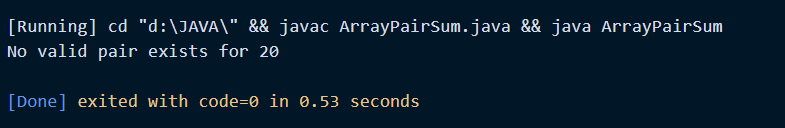 [Running] cd "d:\JAVA\" && javac ArrayPairSum.java && java ArrayPairSum
No valid pair exists for 20
[Done] exited with code=0 in 0.53 seconds